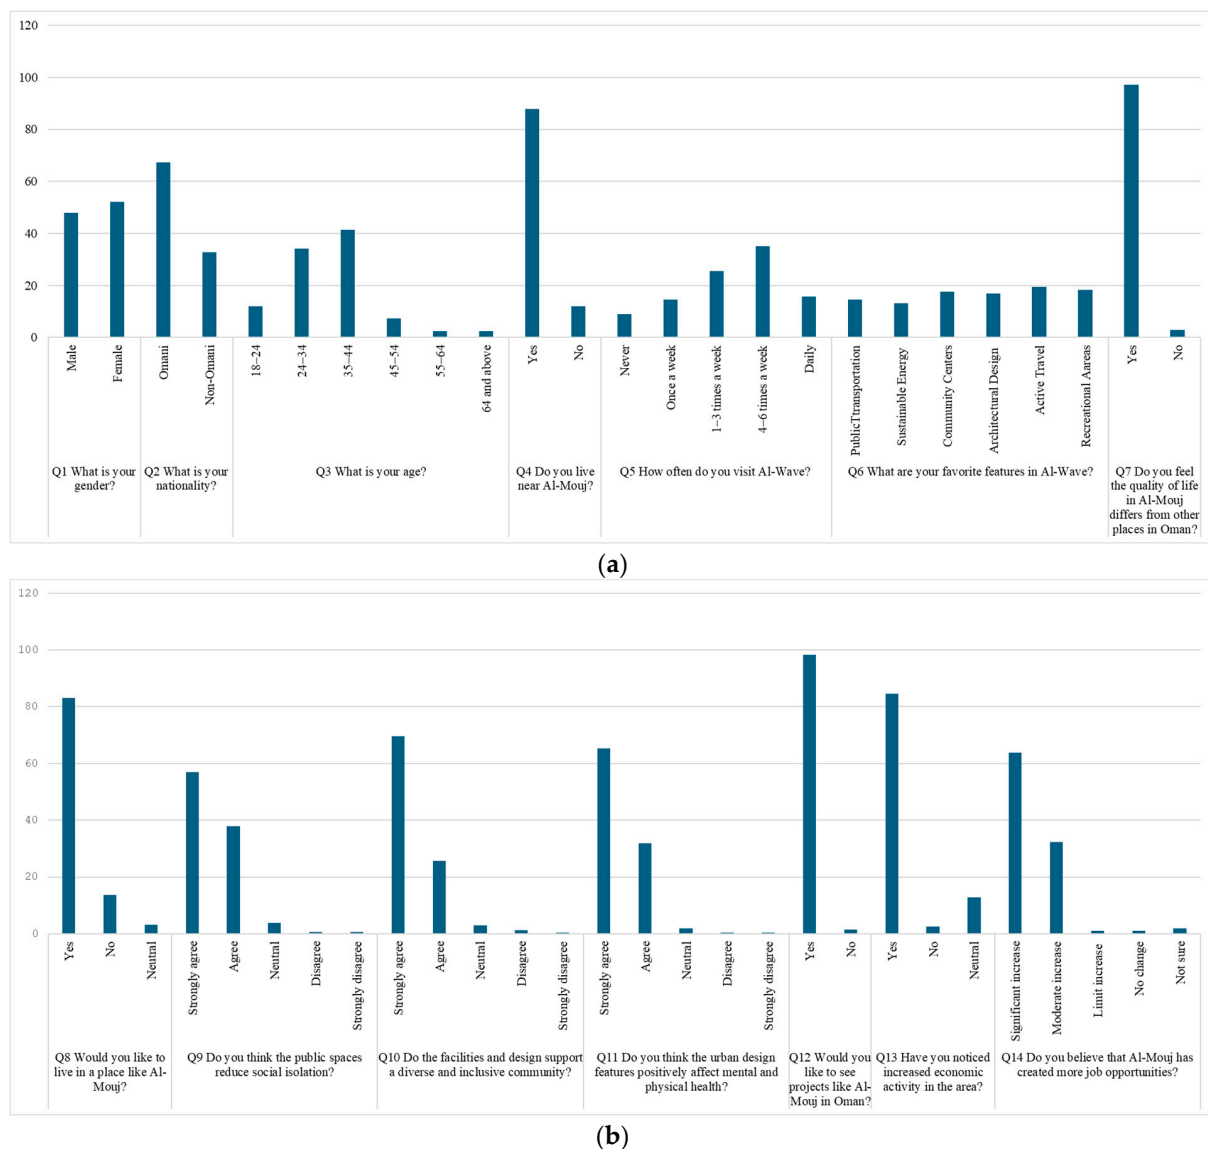 120
100
80
60
40
20
0
Male
Female
Omani
Non-Omani
18–24
24–34
35–44
45–54
55–64
64 and above
Yes
No
Never
Once a week
1–3 times a week
4–6 times a week
Daily
PublicTtransportation
Sustainable Energy
Community Centers
Architectural Design
Active Travel
Recreational Aareas
Yes
No
Q1 What is your
gender?
Q2 What is your
nationality?
Q3 What is your age?
Q4 Do you live
near Al-Mouj?
Q5 How often do you visit Al-Wave?
Q6 What are your favorite features in Al-Wave?
Q7 Do you feel
the quality of life
in Al-Mouj
differs from other
places in Oman?
(a)
120
100
80
60
40
20
0
Yes
No
Neutral
Strongly agree
Agree
Neutral
Disagree
Strongly disagree
Strongly agree
Agree
Neutral
Disagree
Strongly disagree
Strongly agree
Agree
Neutral
Disagree
Strongly disagree
Yes
No
Yes
No
Neutral
Significant increase
Moderate increase
Limit increase
No change
Not sure
Q8 Would you like to
live in a place like Al-
Mouj?
Q9 Do you think the public spaces
reduce social isolation?
Q10 Do the facilities and design support
a diverse and inclusive community?
Q11 Do you think the urban design
features positively affect mental and
physical health?
Q12 Would you
like to see
projects like Al-
Mouj in Oman?
Q13 Have you noticed
increased economic
activity in the area?
Q14 Do you believe that Al-Mouj has
created more job opportunities?
(b)